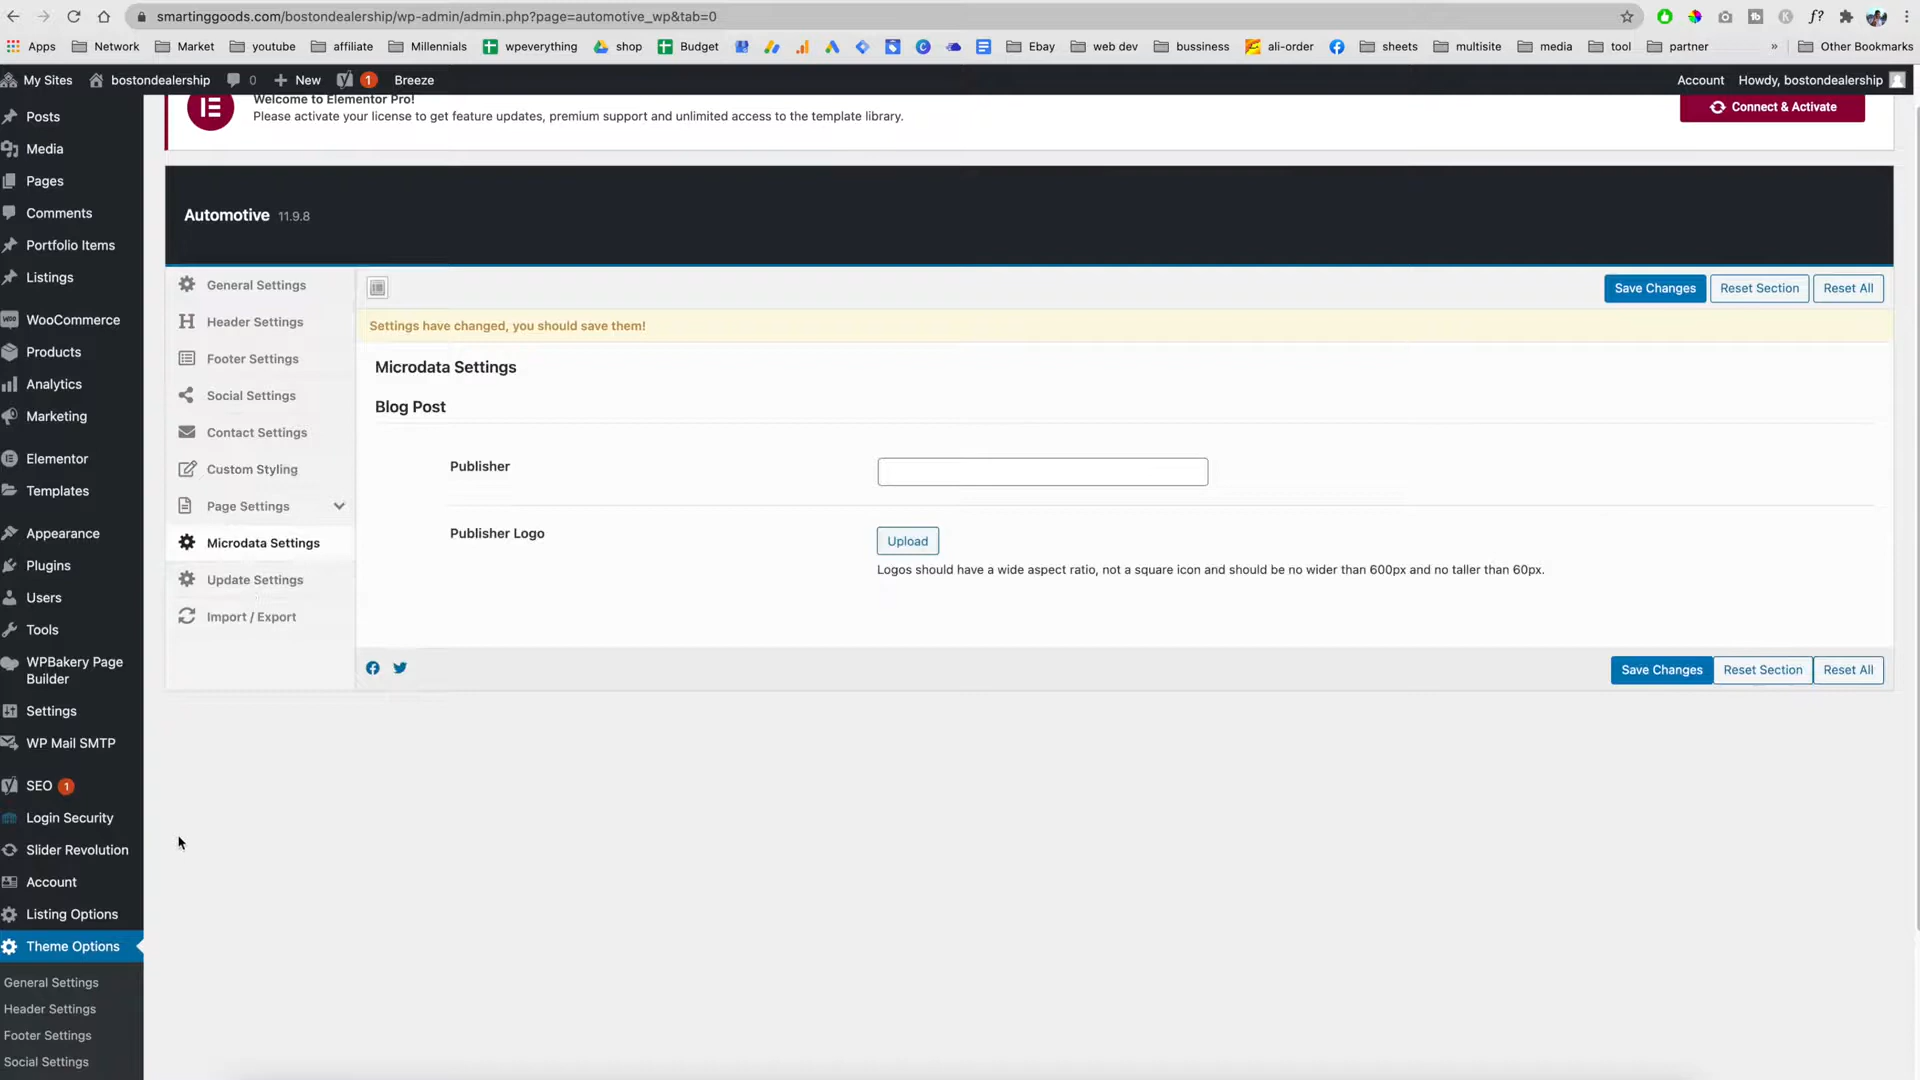 smartinggoods.com/bostondealership/wp-admin/admin.php?page=automotive_wp&tab=0
Apps
Network
Market
youtube
affiliate
Millennials
wpeverything
shop
Budget
Ebay
web dev
bussiness
ali-order
sheets
multisite
media
tool
partner
»
Other Bookmarks
My Sites
bostondealership
0
New
1
Breeze
Account
Howdy, bostondealership
Posts
Media
Pages
Comments
Portfolio Items
Listings
WooCommerce
Products
Analytics
Marketing
Elementor
Templates
Appearance
Plugins
Users
Tools
WPBakery Page
Builder
Settings
WP Mail SMTP
SEO 1
Login Security
Slider Revolution
Account
Listing Options
Theme Options
General Settings
Header Settings
Footer Settings
Social Settings
Welcome to Elementor Pro!
Please activate your license to get feature updates, premium support and unlimited access to the template library.
Connect & Activate
Automotive 11.9.8
General Settings
Header Settings
Footer Settings
Social Settings
Contact Settings
Custom Styling
Page Settings
Microdata Settings
Update Settings
Import / Export
Save Changes
Reset Section
Reset All
Settings have changed, you should save them!
Microdata Settings
Blog Post
Publisher
Publisher Logo
Upload
Logos should have a wide aspect ratio, not a square icon and should be no wider than 600px and no taller than 60px.
Save Changes
Reset Section
Reset All